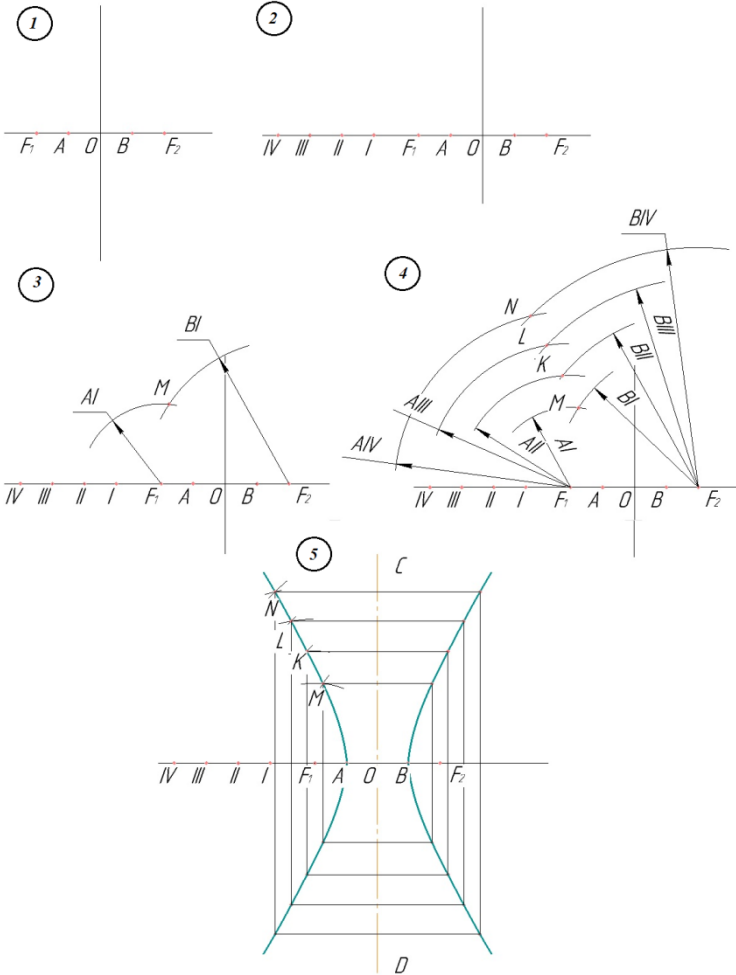 1
F₁ A O B F₂
2
IV III II I F₁ A O B F₂
3
BI
AI
M
IV III II I F₁ A O B F₂
4
BIV
N
L
K
M
BIII
BII
BI
AIII
AIV
AII
AI
IV III II I F₁ A O B F₂
5
C
N
L
K
M
IV III II I F₁ A O B F₂
D